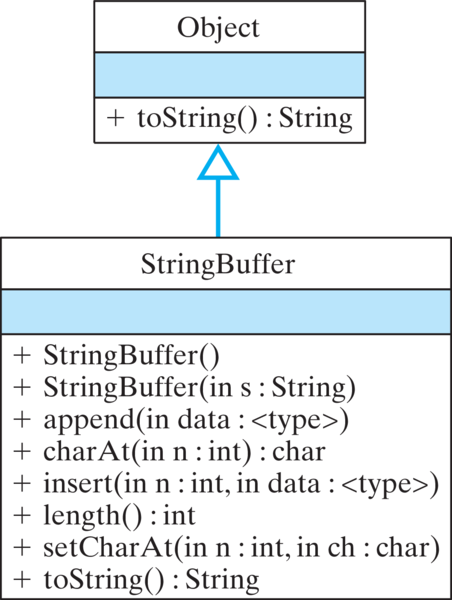 Object
+ toString() : String
StringBuffer
+ StringBuffer()
+ StringBuffer(in s : String)
+ append(in data : <type>)
+ charAt(in n : int) : char
+ insert(in n : int, in data : <type>)
+ length() : int
+ setCharAt(in n : int, in ch : char)
+ toString() : String